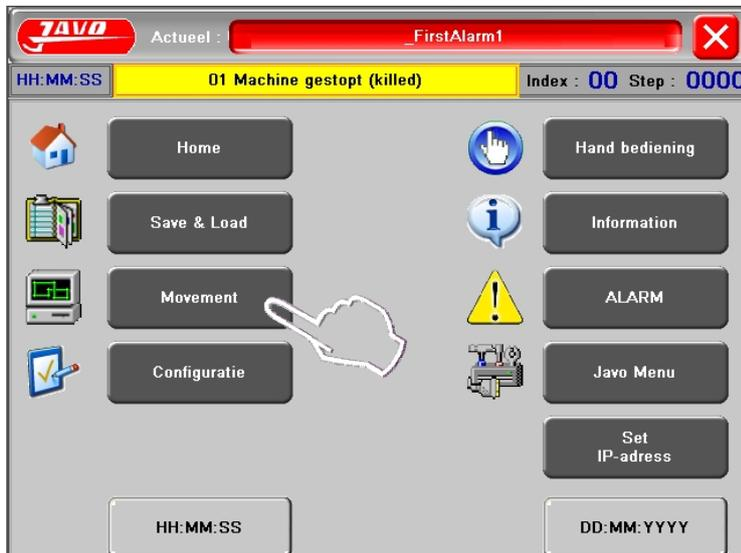 JAVO Actueel : _FirstAlarm1
HH:MM:SS 01 Machine gestopt (killed) Index : 00 Step : 0000
Home Hand bediening
Save & Load Information
Movement ALARM
Configuratie Javo Menu
Set
IP-adress
HH:MM:SS DD:MM:YYYY